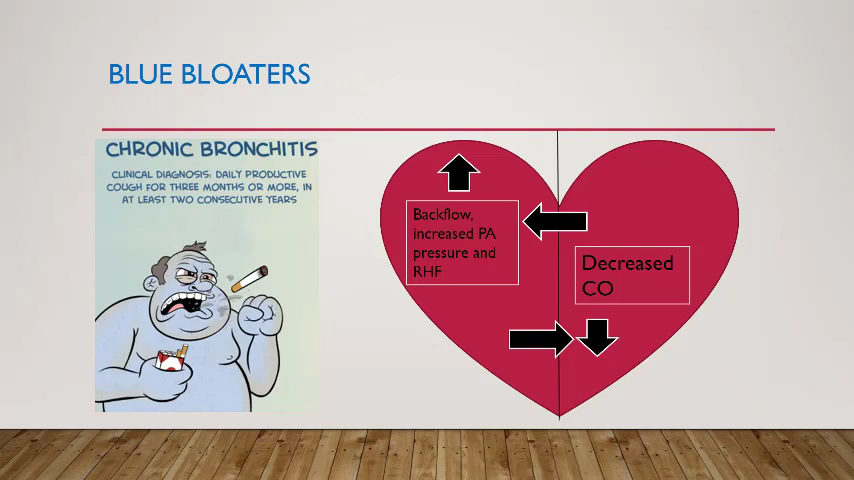 BLUE BLOATERS
CHRONIC BRONCHITIS
CLINICAL DIAGNOSIS: DAILY PRODUCTIVE
COUGH FOR THREE MONTHS OR MORE, IN
AT LEAST TWO CONSECUTIVE YEARS
Backflow,
increased PA
pressure and
RHF
Decreased
CO